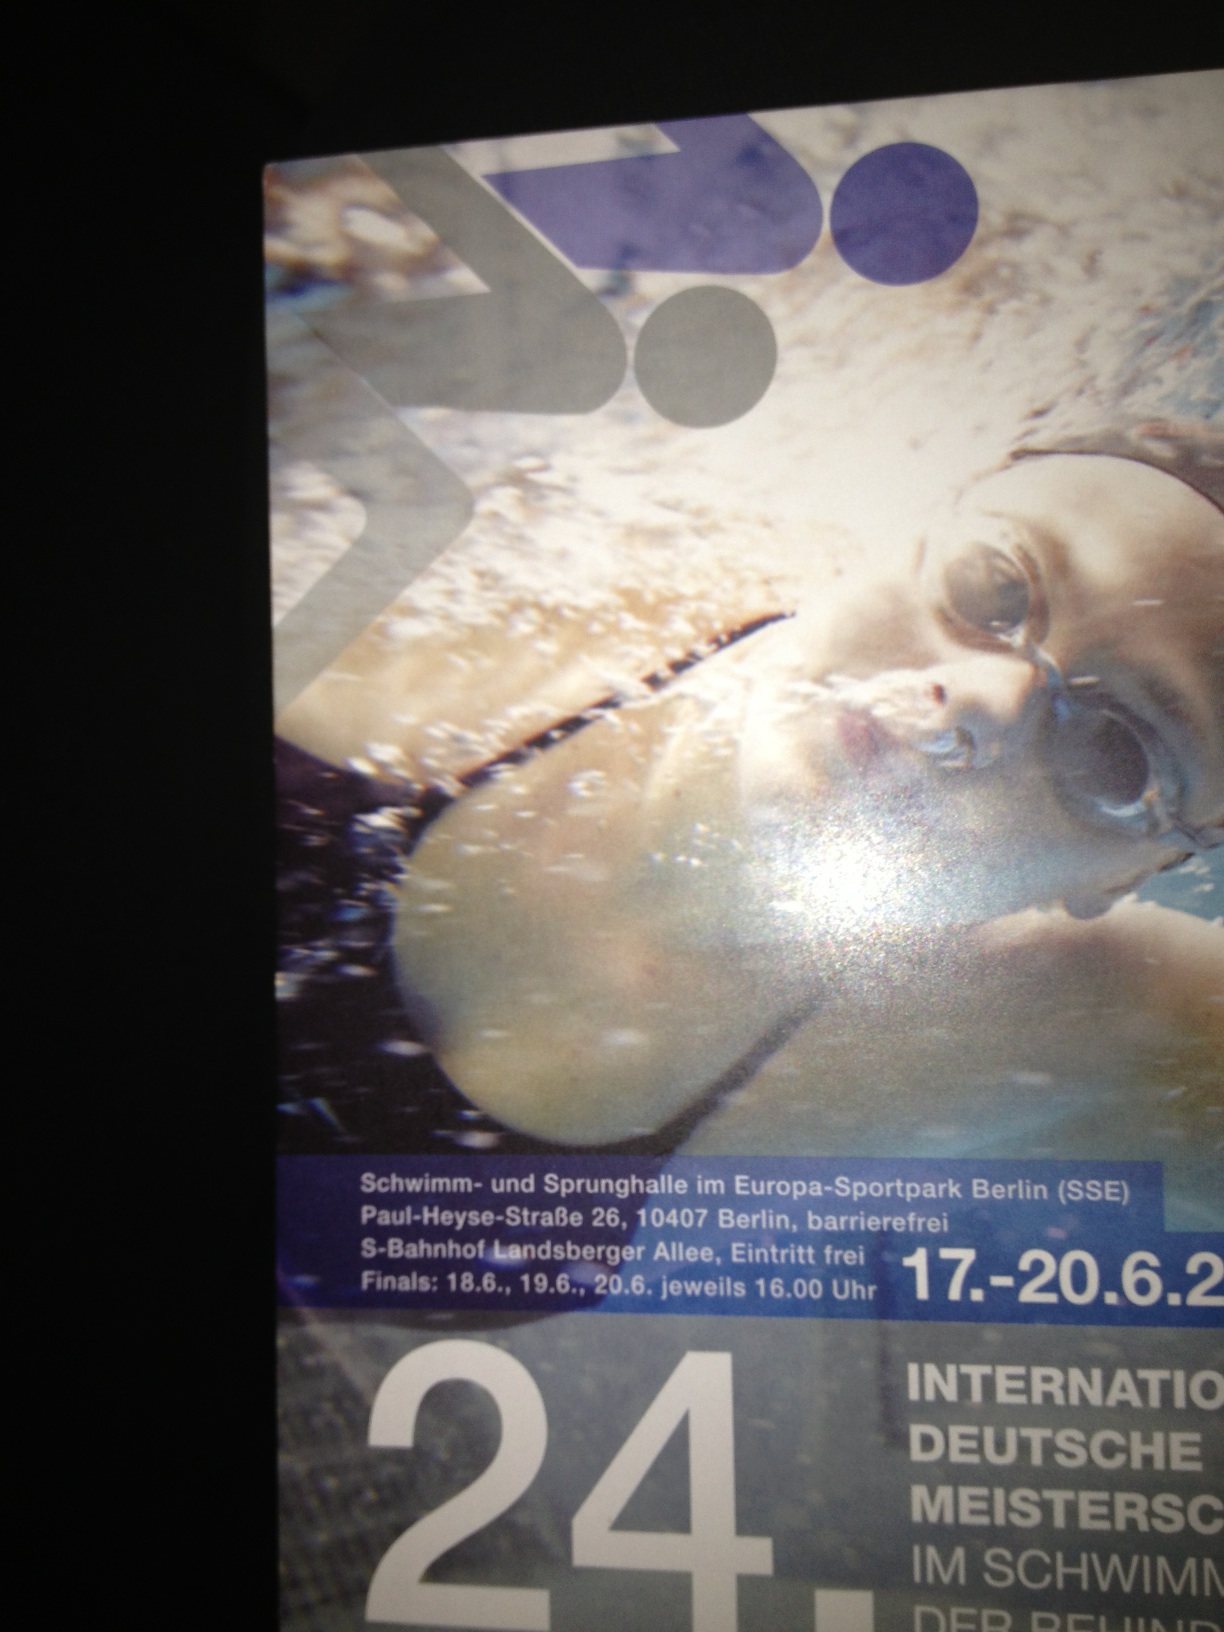 Schwimm- und Sprunghalle im Europa-Sportpark Berlin (SSE)
Paul-Heyse-Straße 26, 10407 Berlin, barrierefrei
S-Bahnhof Landsberger Allee, Eintritt frei
Finals: 18.6., 19.6., 20.6. jeweils 16.00 Uhr
17.-20.6.2
24.
INTERNATIO
DEUTSCHE
MEISTERSC
IM SCHWIMM
DER BEHIND